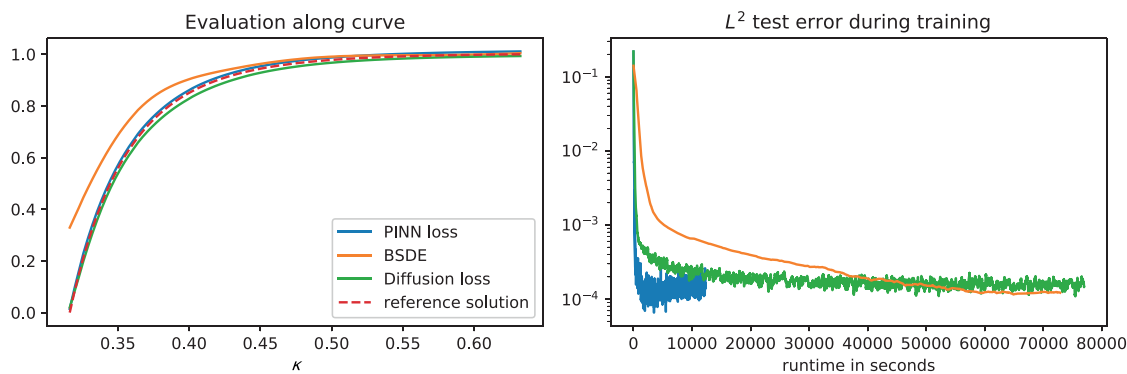 Evaluation along curve
1.0
0.8
0.6
0.4
0.2
0.0
0.35 0.40 0.45 0.50 0.55 0.60
κ
PINN loss
BSDE
Diffusion loss
reference solution
L² test error during training
10⁻¹
10⁻²
10⁻³
10⁻⁴
0 10000 20000 30000 40000 50000 60000 70000 80000
runtime in seconds